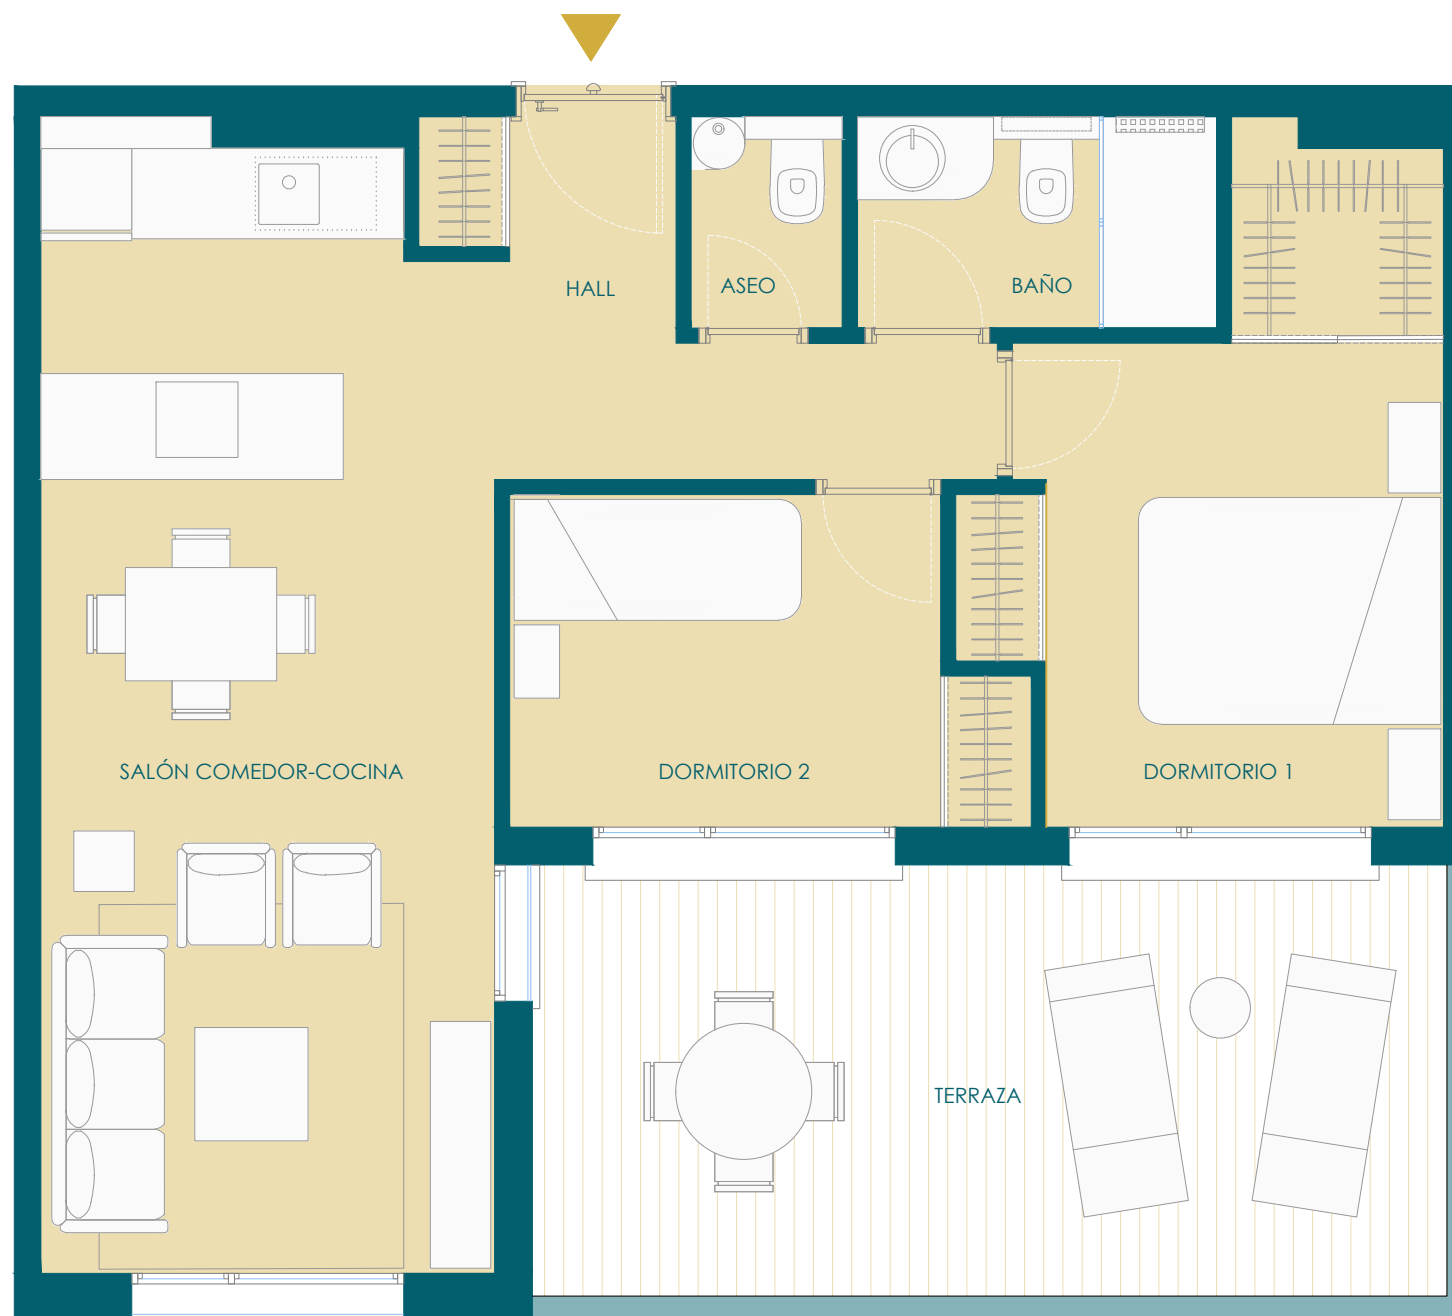 HALL
ASEO
BAÑO
SALÓN COMEDOR-COCINA
DORMITORIO 2
DORMITORIO 1
TERRAZA